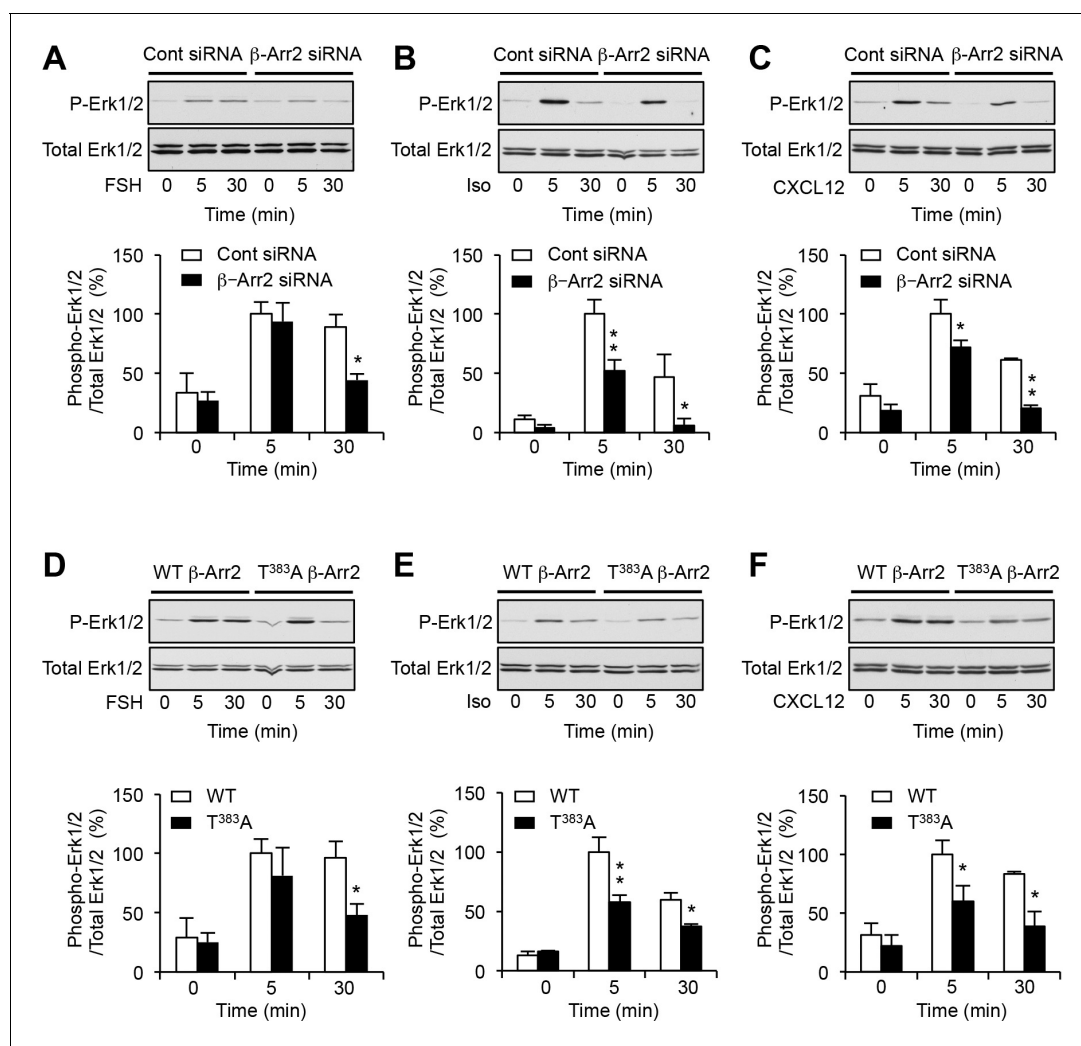 A
Cont siRNA β-Arr2 siRNA
P-Erk1/2
Total Erk1/2
FSH 0 5 30 0 5 30
Time (min)
Phospho-Erk1/2
/Total Erk1/2 (%)
150
100
50
0
Cont siRNA
β−Arr2 siRNA
*
0 5 30
Time (min)
B
Cont siRNA β-Arr2 siRNA
P-Erk1/2
Total Erk1/2
Iso 0 5 30 0 5 30
Time (min)
Phospho-Erk1/2
/Total Erk1/2 (%)
150
100
50
0
Cont siRNA
β−Arr2 siRNA
**
*
0 5 30
Time (min)
C
Cont siRNA β-Arr2 siRNA
P-Erk1/2
Total Erk1/2
CXCL12 0 5 30 0 5 30
Time (min)
Phospho-Erk1/2
/Total Erk1/2 (%)
150
100
50
0
Cont siRNA
β−Arr2 siRNA
*
**
0 5 30
Time (min)
D
WT β-Arr2 T³⁸³A β-Arr2
P-Erk1/2
Total Erk1/2
FSH 0 5 30 0 5 30
Time (min)
Phospho-Erk1/2
/Total Erk1/2 (%)
150
100
50
0
WT
T³⁸³A
*
0 5 30
Time (min)
E
WT β-Arr2 T³⁸³A β-Arr2
P-Erk1/2
Total Erk1/2
Iso 0 5 30 0 5 30
Time (min)
Phospho-Erk1/2
/Total Erk1/2 (%)
150
100
50
0
WT
T³⁸³A
**
*
0 5 30
Time (min)
F
WT β-Arr2 T³⁸³A β-Arr2
P-Erk1/2
Total Erk1/2
CXCL12 0 5 30 0 5 30
Time (min)
Phospho-Erk1/2
/Total Erk1/2 (%)
150
100
50
0
WT
T³⁸³A
*
*
0 5 30
Time (min)